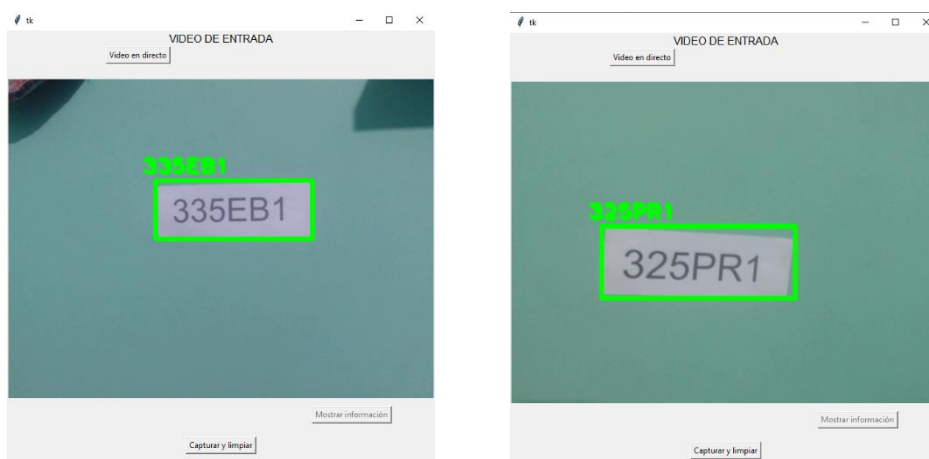 tk
VIDEO DE ENTRADA
Video en directo
335EB1
335EB1
Mostrar información
Capturar y limpiar
tk
VIDEO DE ENTRADA
Video en directo
325PR1
325PR1
Mostrar información
Capturar y limpiar